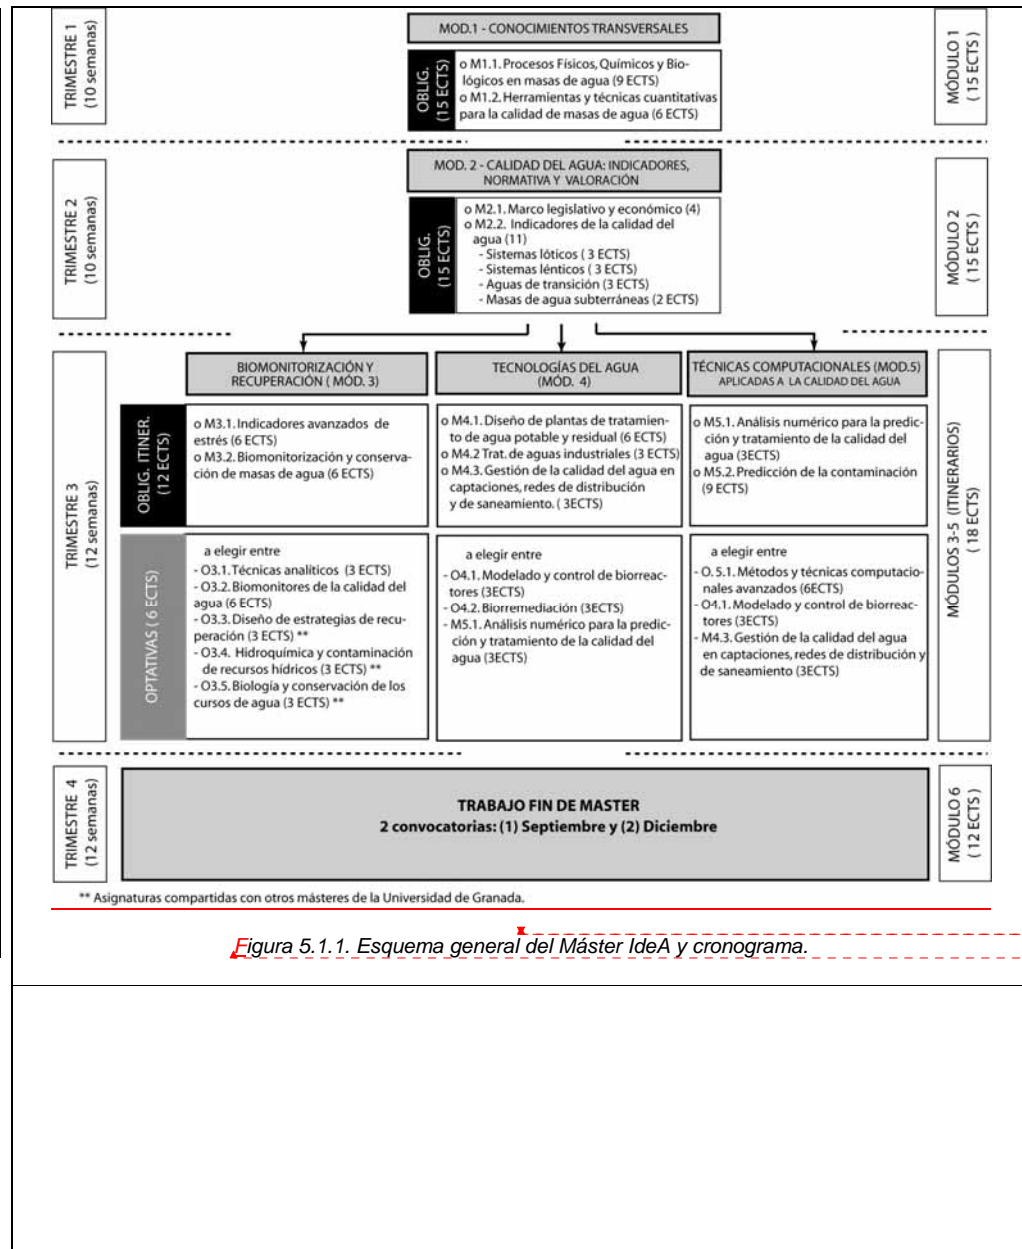 TRIMESTRE 1
(10 semanas)
MOD.1 - CONOCIMIENTOS TRANSVERSALES
OBLIG.
(15 ECTS)
o M1.1. Procesos Físicos, Químicos y Bio-
lógicos en masas de agua (9 ECTS)
o M1.2. Herramientas y técnicas cuantitativas
para la calidad de masas de agua (6 ECTS)
MÓDULO 1
( 15 ECTS )
TRIMESTRE 2
(10 semanas)
MOD. 2 - CALIDAD DEL AGUA: INDICADORES,
NORMATIVA Y VALORACIÓN
OBLIG.
(15 ECTS)
o M2.1. Marco legislativo y económico (4)
o M2.2. Indicadores de la calidad del
agua (11)
- Sistemas lóticos ( 3 ECTS)
- Sistemas lénticos ( 3 ECTS)
- Aguas de transición (3 ECTS)
- Masas de agua subterráneas (2 ECTS)
MÓDULO 2
( 15 ECTS )
TRIMESTRE 3
(12 semanas)
OBLIG. ITINER.
(12 ECTS)
OPTATIVAS ( 6 ECTS)
BIOMONITORIZACIÓN Y
RECUPERACIÓN ( MÓD. 3)
o M3.1. Indicadores avanzados de
estrés (6 ECTS)
o M3.2. Biomonitorización y conserva-
ción de masas de agua (6 ECTS)
a elegir entre
- O3.1. Técnicas analíticos (3 ECTS)
- O3.2. Biomonitores de la calidad del
agua (6 ECTS)
- O3.3. Diseño de estrategias de recu-
peración (3 ECTS) **
- O3.4. Hidroquímica y contaminación
de recursos hídricos (3 ECTS) **
- O3.5. Biología y conservación de los
cursos de agua (3 ECTS) **
TECNOLOGÍAS DEL AGUA
(MÓD. 4)
o M4.1. Diseño de plantas de tratamien-
to de agua potable y residual (6 ECTS)
o M4.2 Trat. de aguas industriales (3 ECTS)
o M4.3. Gestión de la calidad del agua en
captaciones, redes de distribución
y de saneamiento. ( 3ECTS)
a elegir entre
- O4.1. Modelado y control de biorreac-
tores (3ECTS)
- O4.2. Biorremediación (3ECTS)
- M5.1. Análisis numérico para la predic-
ción y tratamiento de la calidad del
agua (3ECTS)
TÉCNICAS COMPUTACIONALES (MOD.5)
APLICADAS A LA CALIDAD DEL AGUA
o M5.1. Análisis numérico para la predic-
ción y tratamiento de la calidad del
agua (3ECTS)
o M5.2. Predicción de la contaminación
(9 ECTS)
a elegir entre
- O. 5.1. Métodos y técnicas computacio-
nales avanzados (6ECTS)
- O4.1. Modelado y control de biorreac-
tores (3ECTS)
- M4.3. Gestión de la calidad del agua
en captaciones, redes de distribución y
de saneamiento (3ECTS)
MÓDULOS 3-5 (ITINERARIOS)
( 18 ECTS)
TRIMESTRE 4
(12 semanas)
TRABAJO FIN DE MASTER
2 convocatorias: (1) Septiembre y (2) Diciembre
MÓDULO 6
( 12 ECTS )
** Asignaturas compartidas con otros másteres de la Universidad de Granada.
Figura 5.1.1. Esquema general del Máster IdeA y cronograma.